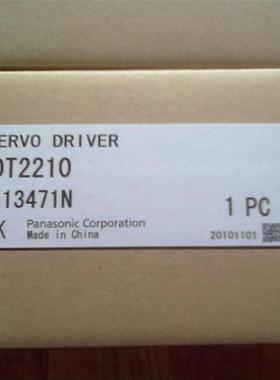 ERVO DRIVER
DT2210
13471N
1 PC
K Panasonic Corporation
Made in China
20101101